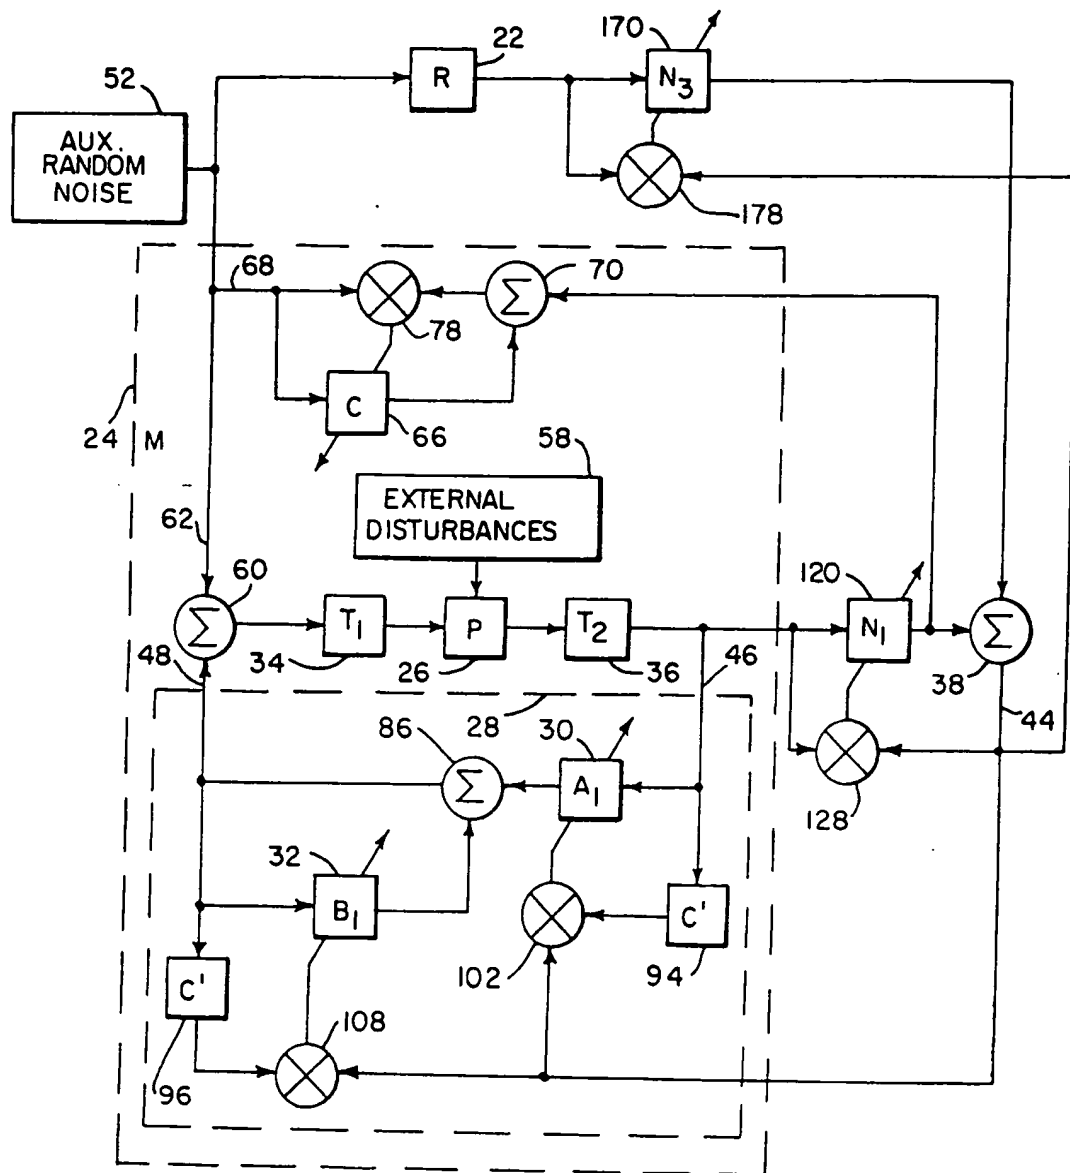 170
22
52
R
N3
AUX.
RANDOM
NOISE
178
68
Σ
70
78
C
24
M
66
58
EXTERNAL
DISTURBANCES
62
60
120
Σ
T1
P
T2
N1
Σ
48
34
26
36
46
38
28
30
44
86
Σ
A1
128
32
B1
C'
102
94
C'
108
96